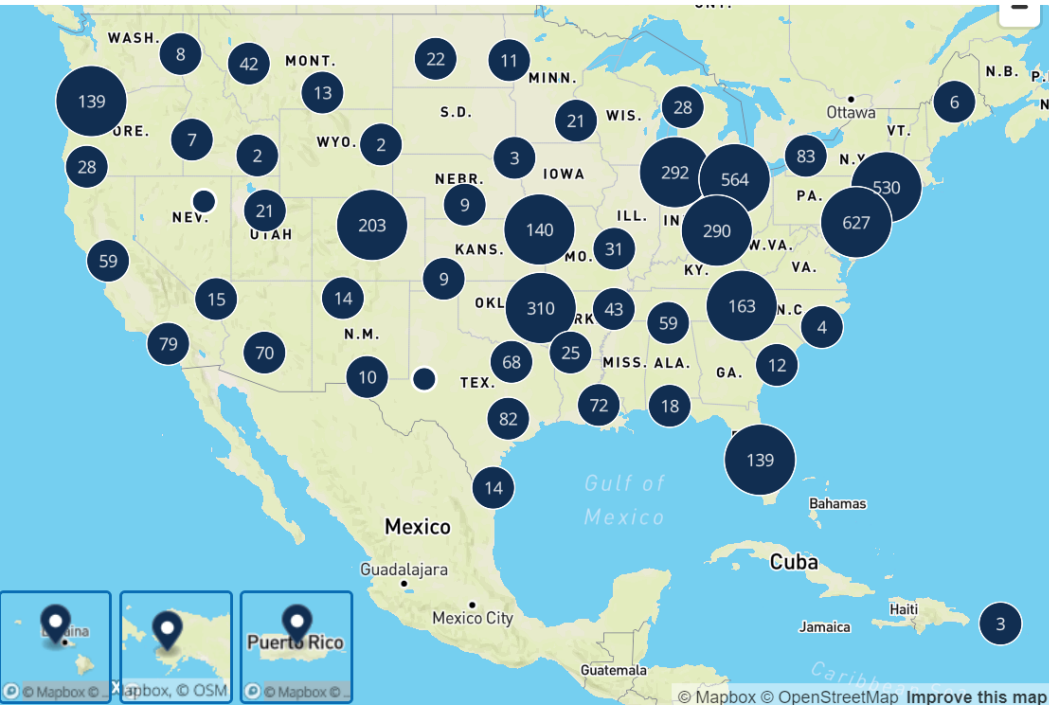 ONT.
−
WASH.
8
42
MONT.
22
11
MINN.
N.B.
P.
139
13
28
6
Ottawa
ORE.
S.D.
21
WIS.
VT.
7
WYO.
2
3
28
2
NEBR.
IOWA
292
564
83
N.Y.
530
NEV.
21
UTAH
203
9
140
ILL.
IN
290
PA.
627
59
KANS.
MO.
31
W.VA.
KY.
VA.
15
14
9
OKL
310
RK
43
59
163
N.C.
4
79
70
N.M.
10
TEX.
68
25
MISS.
ALA.
GA.
12
82
72
18
139
14
Gulf of
Mexico
Bahamas
Mexico
Cuba
Guadalajara
Mexico City
Haiti
Jamaica
3
Guatemala
Caribbean Sea
Puerto Rico
© Mapbox © ...
apbox, © OSM
© Mapbox © ...
© Mapbox © OpenStreetMap Improve this map